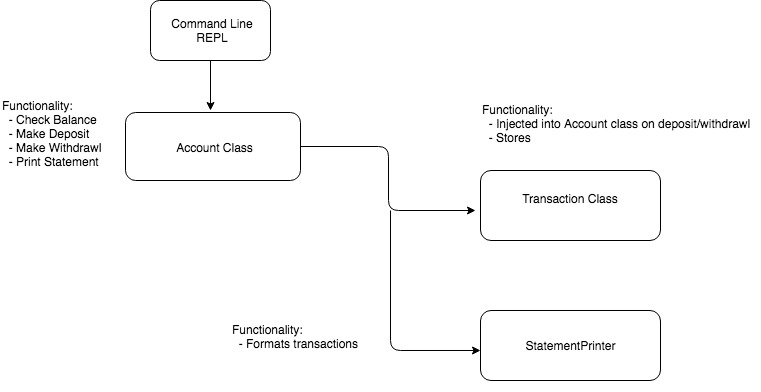 Command Line
REPL
Functionality:
- Check Balance
- Make Deposit
- Make Withdrawl
- Print Statement
Account Class
Functionality:
- Injected into Account class on deposit/withdrawl
- Stores
Transaction Class
Functionality:
- Formats transactions
StatementPrinter